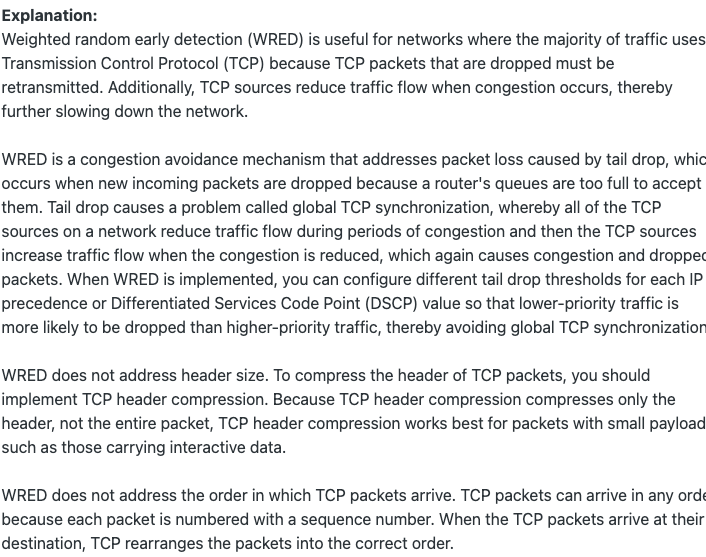 Explanation:
Weighted random early detection (WRED) is useful for networks where the majority of traffic uses
Transmission Control Protocol (TCP) because TCP packets that are dropped must be
retransmitted. Additionally, TCP sources reduce traffic flow when congestion occurs, thereby
further slowing down the network.
WRED is a congestion avoidance mechanism that addresses packet loss caused by tail drop, whic
occurs when new incoming packets are dropped because a router's queues are too full to accept
them. Tail drop causes a problem called global TCP synchronization, whereby all of the TCP
sources on a network reduce traffic flow during periods of congestion and then the TCP sources
increase traffic flow when the congestion is reduced, which again causes congestion and dropped
packets. When WRED is implemented, you can configure different tail drop thresholds for each IP
precedence or Differentiated Services Code Point (DSCP) value so that lower-priority traffic is
more likely to be dropped than higher-priority traffic, thereby avoiding global TCP synchronization
WRED does not address header size. To compress the header of TCP packets, you should
implement TCP header compression. Because TCP header compression compresses only the
header, not the entire packet, TCP header compression works best for packets with small payload
such as those carrying interactive data.
WRED does not address the order in which TCP packets arrive. TCP packets can arrive in any orde
because each packet is numbered with a sequence number. When the TCP packets arrive at their
destination, TCP rearranges the packets into the correct order.